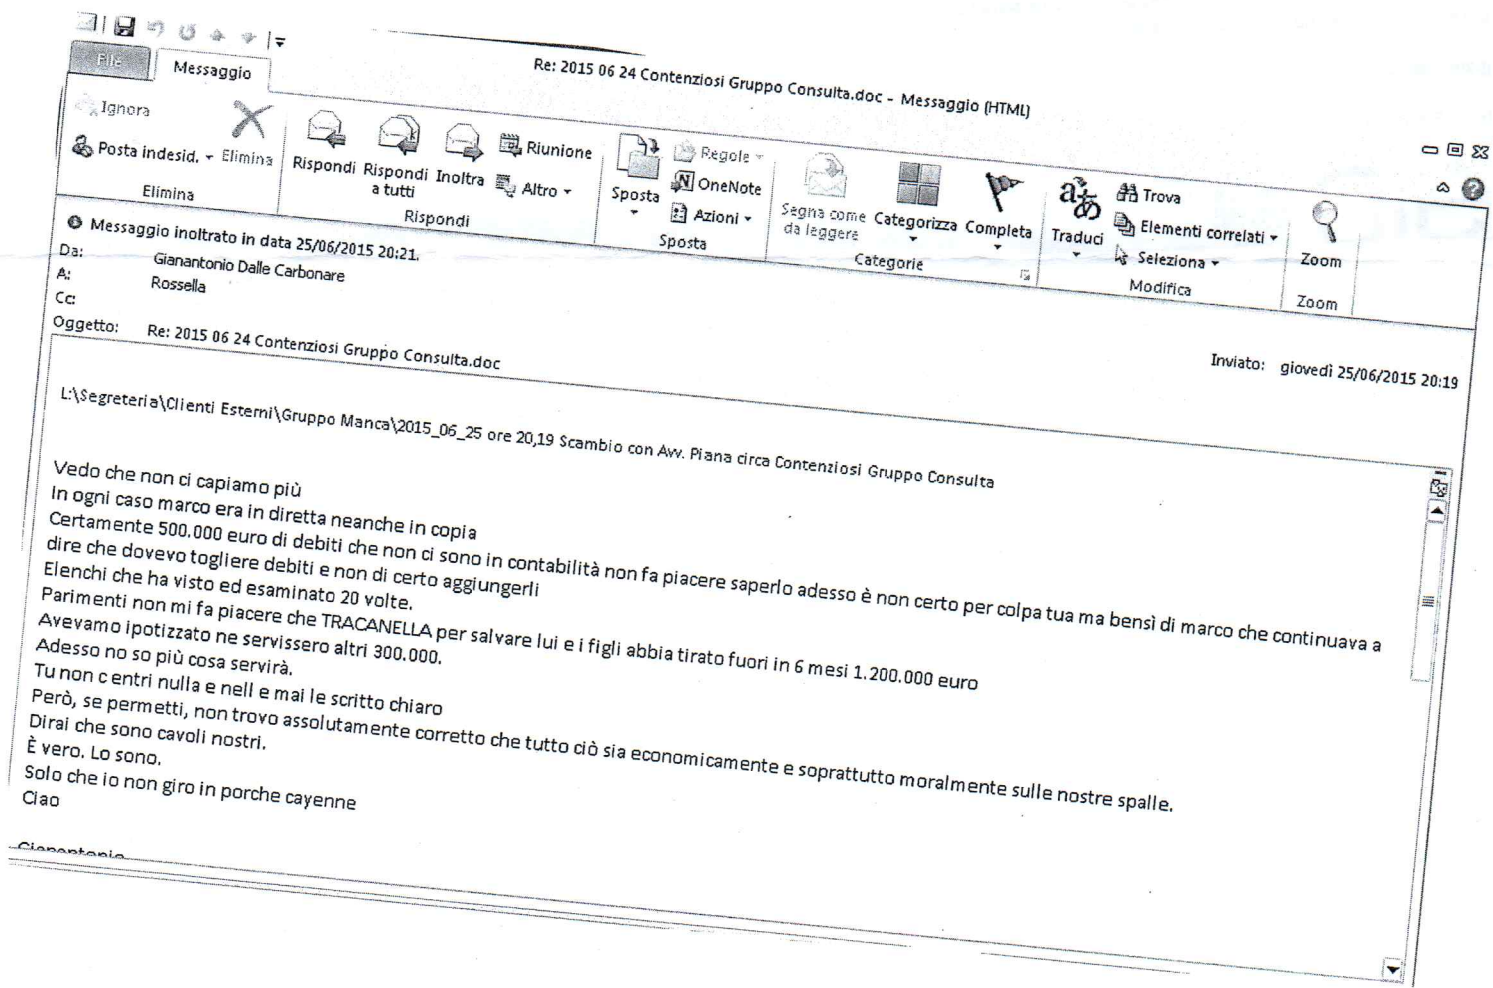 Re: 2015 06 24 Contenziosi Gruppo Consulta.doc - Messaggio (HTML)
File Messaggio
Ignora
Posta indesid. Elimina
Elimina
Rispondi Rispondi a tutti Inoltra
Riunione
Altro
Rispondi
Sposta
Regole
OneNote
Azioni
Sposta
Segna come da leggere Categorizza Completa
Categorie
Traduci
Trova
Elementi correlati
Seleziona
Modifica
Zoom
Zoom
Messaggio inoltrato in data 25/06/2015 20:21.
Da: Gianantonio Dalle Carbonare
A: Rossella
Cc:
Oggetto: Re: 2015 06 24 Contenziosi Gruppo Consulta.doc
Inviato: giovedì 25/06/2015 20:19
L:\Segreteria\Clienti Esterni\Gruppo Manca\2015_06_25 ore 20,19 Scambio con Avv. Piana circa Contenziosi Gruppo Consulta
Vedo che non ci capiamo più
In ogni caso marco era in diretta neanche in copia
Certamente 500.000 euro di debiti che non ci sono in contabilità non fa piacere saperlo adesso è non certo per colpa tua ma bensì di marco che continuava a
dire che dovevo togliere debiti e non di certo aggiungerli
Elenchi che ha visto ed esaminato 20 volte.
Parimenti non mi fa piacere che TRACANELLA per salvare lui e i figli abbia tirato fuori in 6 mesi 1.200.000 euro
Avevamo ipotizzato ne servissero altri 300.000.
Adesso no so più cosa servirà.
Tu non c entri nulla e nell e mai le scritto chiaro
Però, se permetti, non trovo assolutamente corretto che tutto ciò sia economicamente e soprattutto moralmente sulle nostre spalle.
Dirai che sono cavoli nostri.
È vero. Lo sono.
Solo che io non giro in porche cayenne
Ciao
Gianantonio